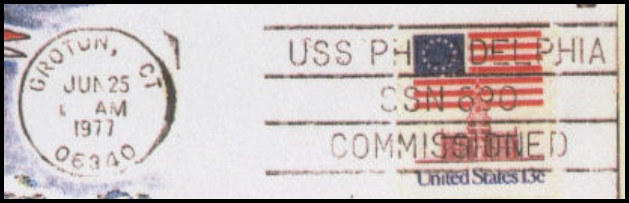 GROTON, CT
JUN 25
AM
1977
06340
USS PHILADELPHIA
SSN 690
COMMISSIONED
United States 13c